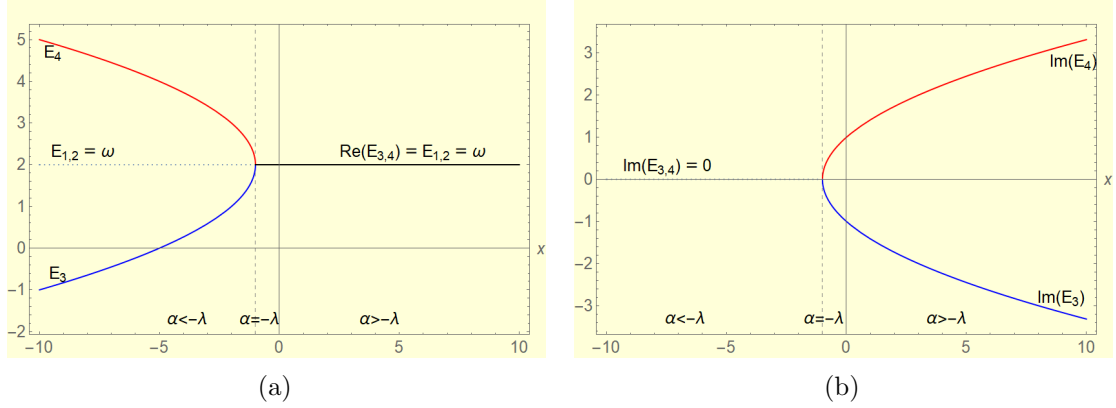 5
E₄
4
3
E₁,₂ = ω
Re(E₃,₄) = E₁,₂ = ω
2
1
0
x
E₃
−1
α<−λ
α=−λ
α>−λ
−2
−10
−5
0
5
10
(a)
3
Im(E₄)
2
1
Im(E₃,₄) = 0
0
x
−1
−2
−3
Im(E₃)
α<−λ
α=−λ
α>−λ
−10
−5
0
5
10
(b)